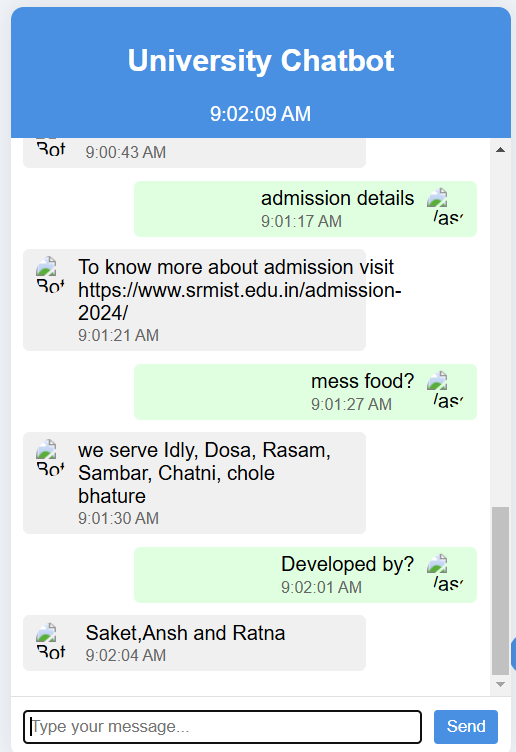 University Chatbot
9:02:09 AM
Bot
9:00:43 AM
admission details
9:01:17 AM
To know more about admission visit
https://www.srmist.edu.in/admission-
2024/
9:01:21 AM
Bot
mess food?
9:01:27 AM
we serve Idly, Dosa, Rasam,
Sambar, Chatni, chole
bhature
9:01:30 AM
Bot
Developed by?
9:02:01 AM
Saket,Ansh and Ratna
9:02:04 AM
Bot
Type your message...
Send